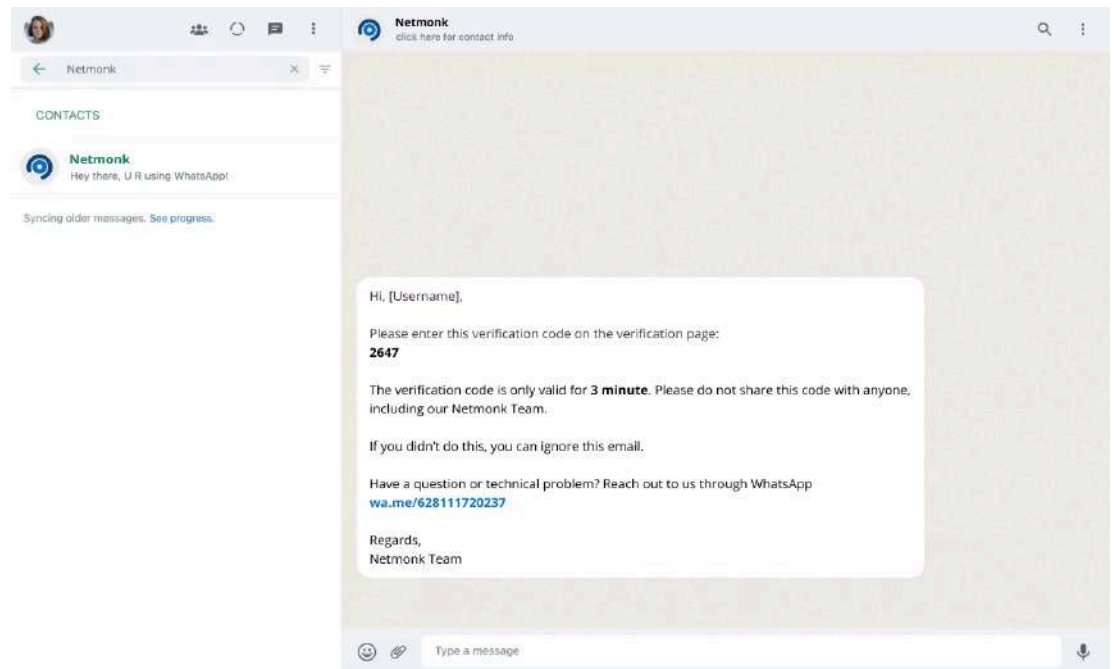 Netmonk
CONTACTS
Netmonk
Hey there, U R using WhatsApp!
Syncing older messages. See progress.
Netmonk
click here for contact info
Hi, [Username],
Please enter this verification code on the verification page:
2647
The verification code is only valid for 3 minute. Please do not share this code with anyone,
including our Netmonk Team.
If you didn't do this, you can ignore this email.
Have a question or technical problem? Reach out to us through WhatsApp
wa.me/628111720237
Regards,
Netmonk Team
Type a message